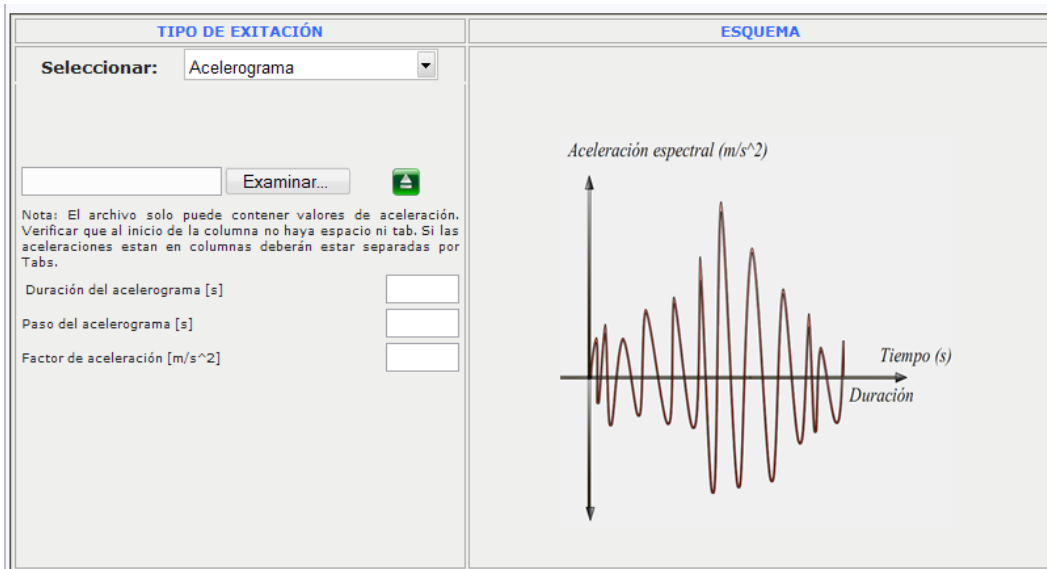 TIPO DE EXITACIÓN
ESQUEMA
Seleccionar:
Acelerograma
Examinar...
Nota: El archivo solo puede contener valores de aceleración.
Verificar que al inicio de la columna no haya espacio ni tab. Si las
aceleraciones estan en columnas deberán estar separadas por
Tabs.
Duración del acelerograma [s]
Paso del acelerograma [s]
Factor de aceleración [m/s^2]
Aceleración espectral (m/s^2)
Tiempo (s)
Duración